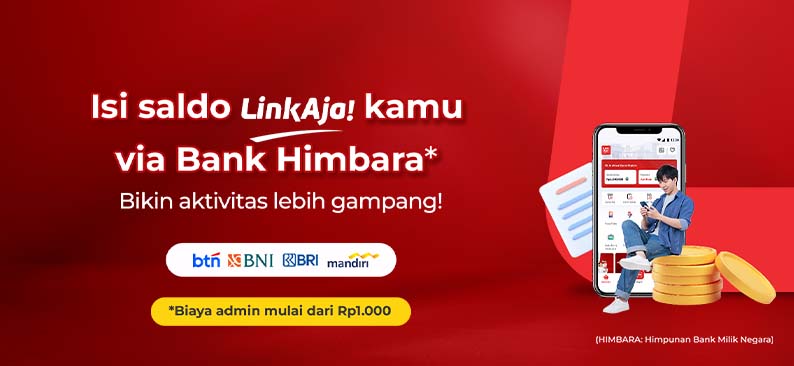 Isi saldo LinkAja! kamu
via Bank Himbara*
Bikin aktivitas lebih gampang!
btn BNI BRI mandiri
*Biaya admin mulai dari Rp1.000
(HIMBARA: Himpunan Bank Milik Negara)